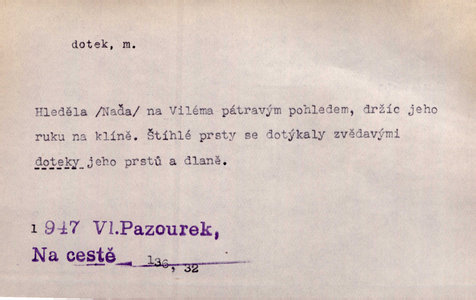 dotek, m.
Hleděla /Naďa/ na Viléma pátravým pohledem, držíc jeho
ruku na klíně. Štíhlé prsty se dotýkaly zvědavými
doteky jeho prstů a dlaně.
1947 Vl.Pazourek,
Na cestě 136, 32